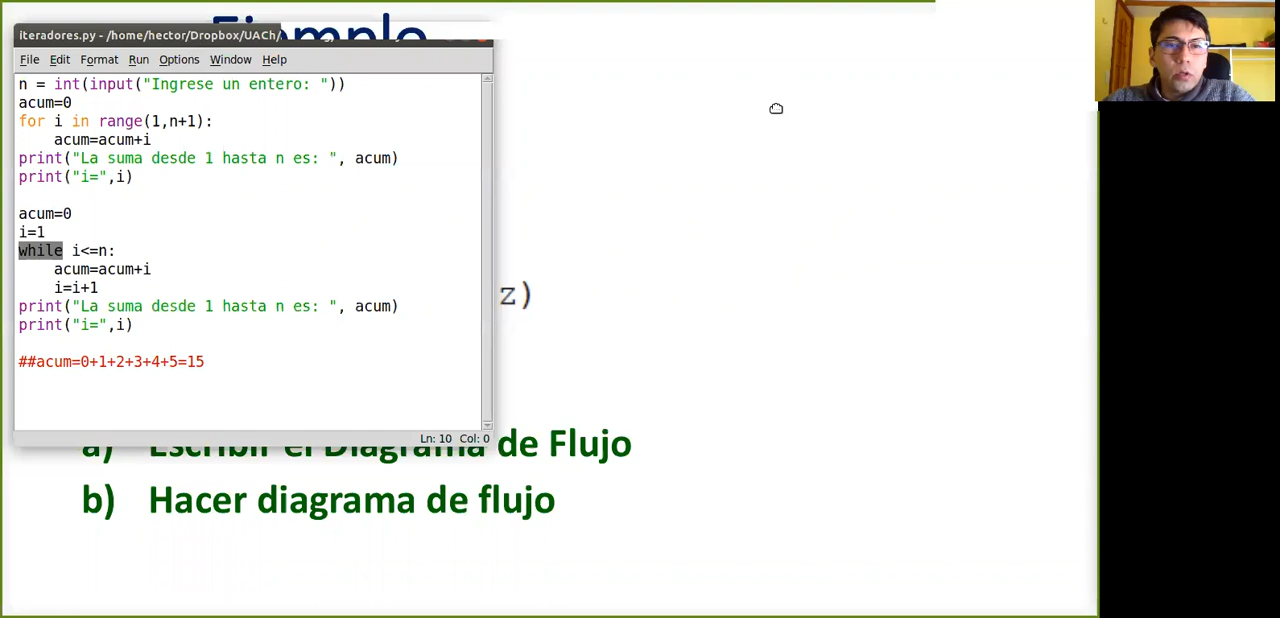 Ejemplo
iteradores.py - /home/hector/Dropbox/UACh/
File Edit Format Run Options Window Help
n = int(input("Ingrese un entero: "))
acum=0
for i in range(1,n+1):
    acum=acum+i
print("La suma desde 1 hasta n es: ", acum)
print("i=",i)
acum=0
i=1
while i<=n:
    acum=acum+i
    i=i+1
print("La suma desde 1 hasta n es: ", acum)
print("i=",i)
##acum=0+1+2+3+4+5=15
Ln: 10 Col: 0
z)
a) Escribir el Diagrama de Flujo
b) Hacer diagrama de flujo